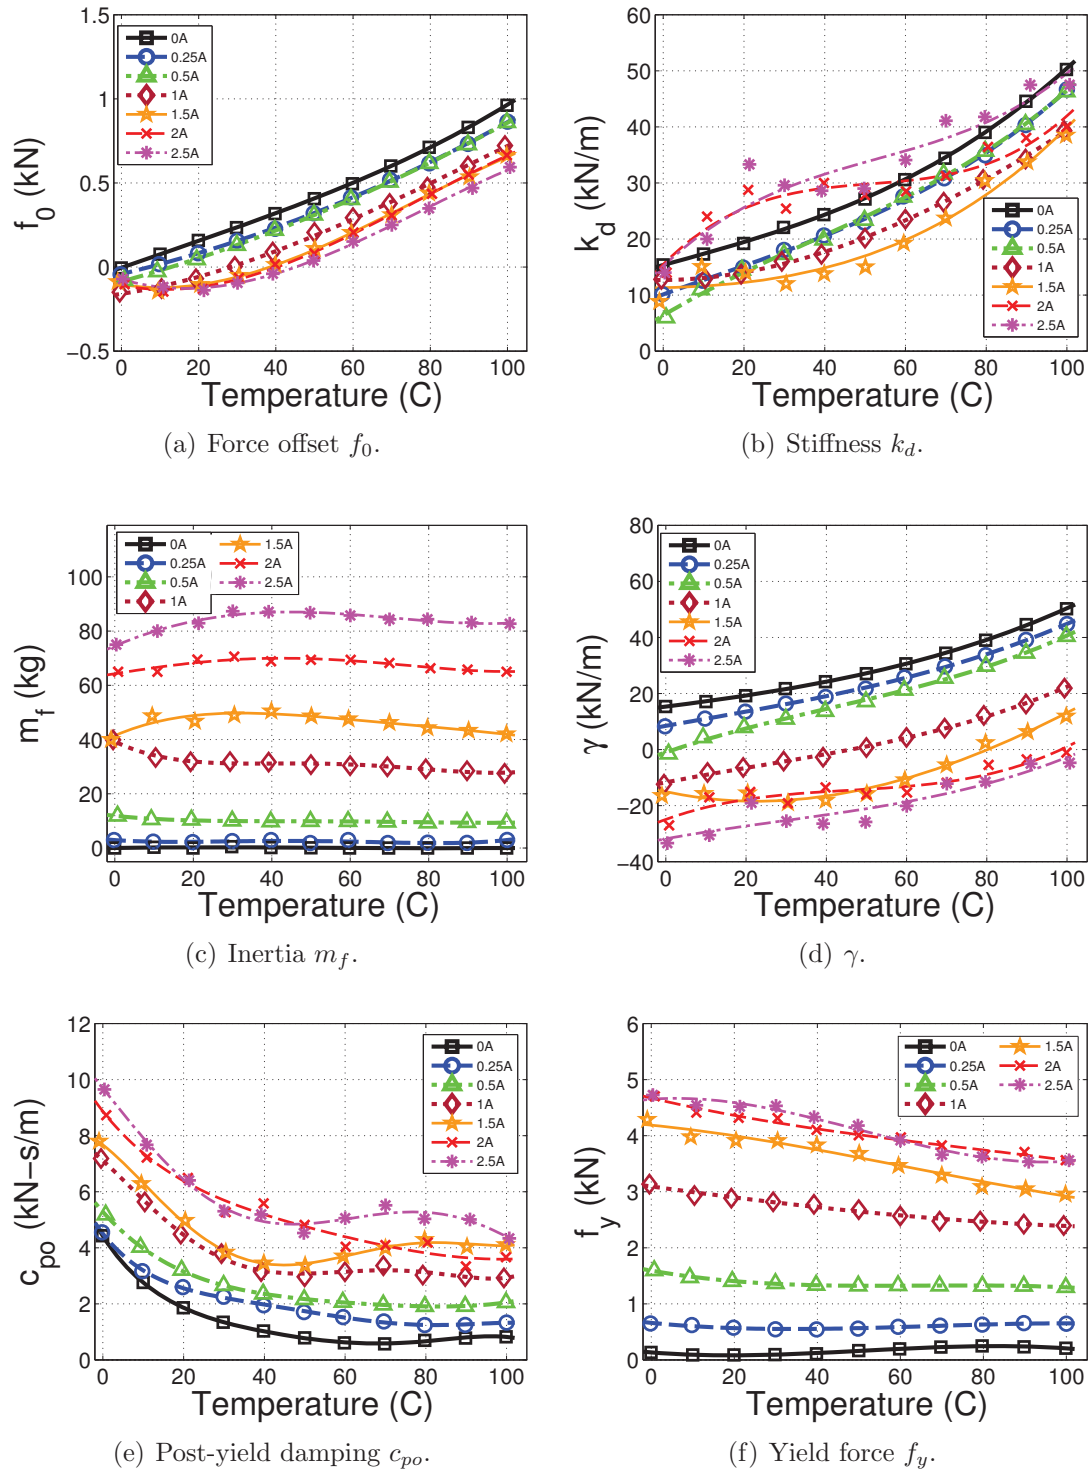 1.5
1
0.5
0
−0.5
f0 (kN)
0A
0.25A
0.5A
1A
1.5A
2A
2.5A
0 20 40 60 80 100
Temperature (C)
(a) Force offset f0.
60
50
40
30
20
10
0
kd (kN/m)
0A
0.25A
0.5A
1A
1.5A
2A
2.5A
0 20 40 60 80 100
Temperature (C)
(b) Stiffness kd.
100
80
60
40
20
0
mf (kg)
0A 1.5A
0.25A 2A
0.5A 2.5A
1A
0 20 40 60 80 100
Temperature (C)
(c) Inertia mf.
80
60
40
20
0
−20
−40
γ (kN/m)
0A
0.25A
0.5A
1A
1.5A
2A
2.5A
0 20 40 60 80 100
Temperature (C)
(d) γ.
12
10
8
6
4
2
0
cpo (kN−s/m)
0A
0.25A
0.5A
1A
1.5A
2A
2.5A
0 20 40 60 80 100
Temperature (C)
(e) Post-yield damping cpo.
6
5
4
3
2
1
0
fy (kN)
0A 1.5A
0.25A 2A
0.5A 2.5A
1A
0 20 40 60 80 100
Temperature (C)
(f) Yield force fy.